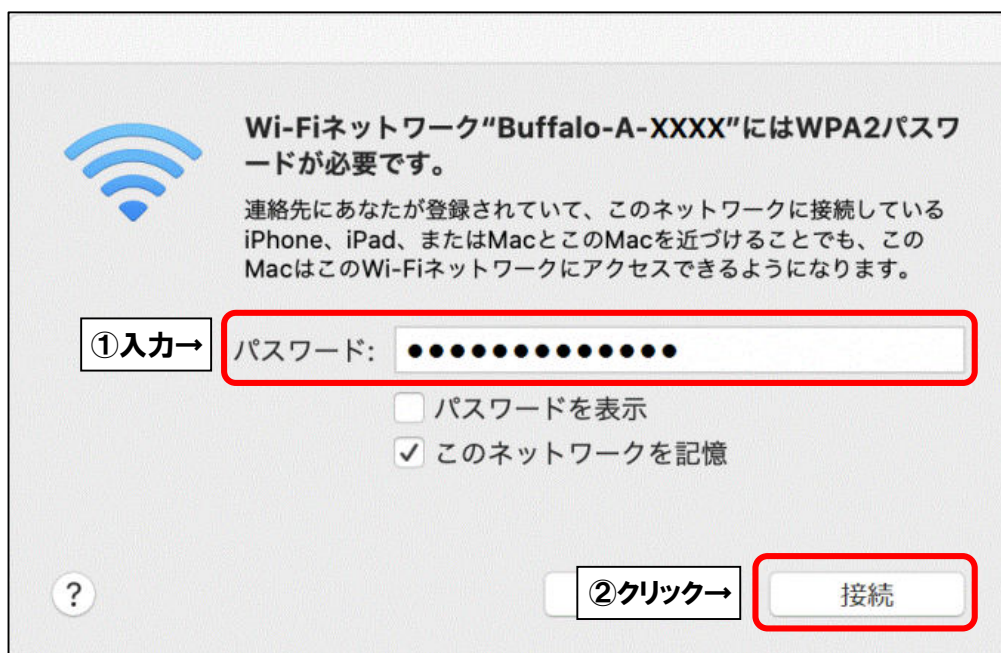 Wi-Fiネットワーク“Buffalo-A-XXXX”にはWPA2パスワ
ードが必要です。
連絡先にあなたが登録されていて、このネットワークに接続している
iPhone、iPad、またはMacとこのMacを近づけることでも、この
MacはこのWi-Fiネットワークにアクセスできるようになります。
①入力→
パスワード: ●●●●●●●●●●●●●
パスワードを表示
このネットワークを記憶
?
②クリック→
接続